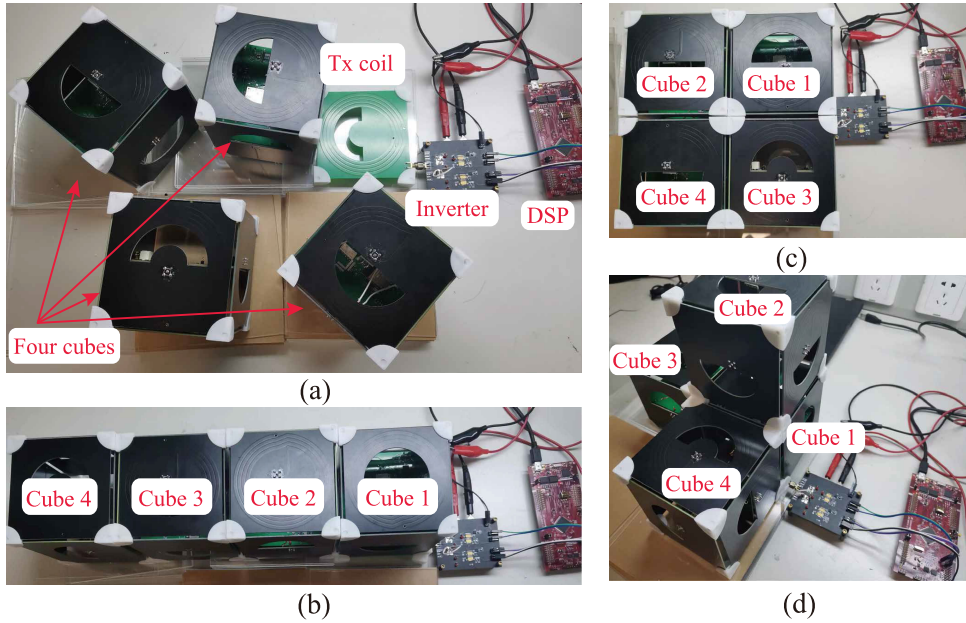 Tx coil
Inverter
DSP
Four cubes
(a)
Cube 4
Cube 3
Cube 2
Cube 1
(b)
Cube 2
Cube 1
Cube 4
Cube 3
(c)
Cube 2
Cube 3
Cube 1
Cube 4
(d)